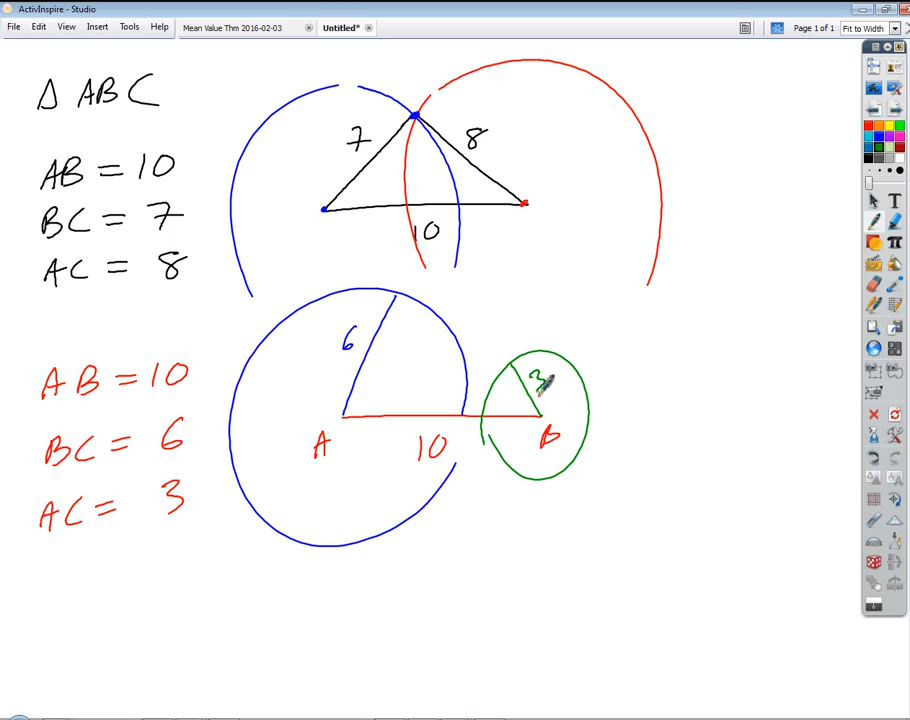 ActivInspire - Studio
File Edit View Insert Tools Help
Mean Value Thm 2016-02-03
Untitled*
Page 1 of 1
Fit to Width
T
π
Δ ABC
AB = 10
BC = 7
AC = 8
7
8
10
AB = 10
BC = 6
AC = 3
6
3
A
10
B